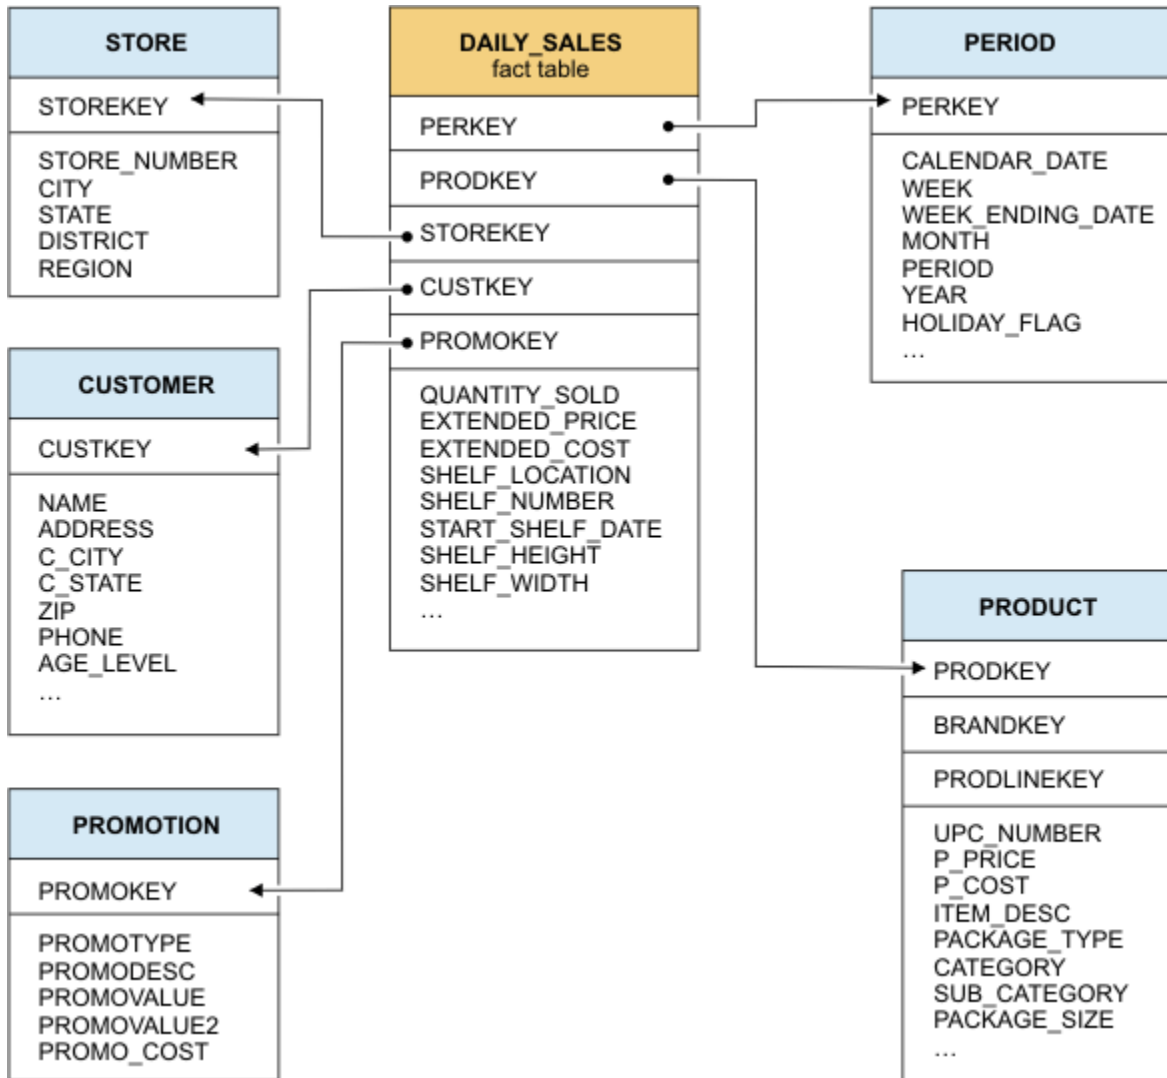 STORE
STOREKEY
STORE_NUMBER
CITY
STATE
DISTRICT
REGION
CUSTOMER
CUSTKEY
NAME
ADDRESS
C_CITY
C_STATE
ZIP
PHONE
AGE_LEVEL
...
PROMOTION
PROMOKEY
PROMOTYPE
PROMODESC
PROMOVALUE
PROMOVALUE2
PROMO_COST
DAILY_SALES
fact table
PERKEY
PRODKEY
STOREKEY
CUSTKEY
PROMOKEY
QUANTITY_SOLD
EXTENDED_PRICE
EXTENDED_COST
SHELF_LOCATION
SHELF_NUMBER
START_SHELF_DATE
SHELF_HEIGHT
SHELF_WIDTH
...
PERIOD
PERKEY
CALENDAR_DATE
WEEK
WEEK_ENDING_DATE
MONTH
PERIOD
YEAR
HOLIDAY_FLAG
...
PRODUCT
PRODKEY
BRANDKEY
PRODLINEKEY
UPC_NUMBER
P_PRICE
P_COST
ITEM_DESC
PACKAGE_TYPE
CATEGORY
SUB_CATEGORY
PACKAGE_SIZE
...